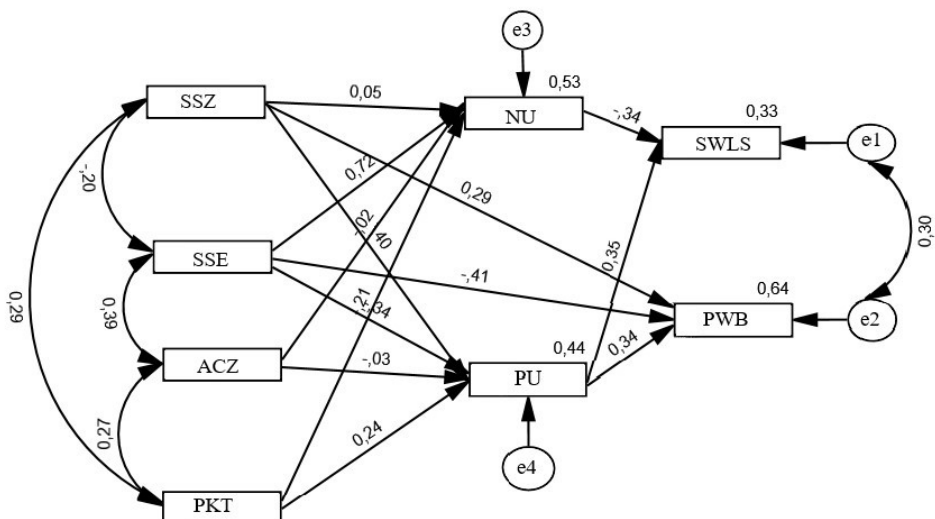 e3
0,53
SSZ
0,05
NU
-,34
0,33
SWLS
e1
-,20
0,72
0,29
-,02
,40
0,35
0,30
SSE
-,41
0,64
PWB
e2
0,29
0,39
-,21
-,34
0,34
0,44
ACZ
-,03
PU
0,27
0,24
e4
PKT